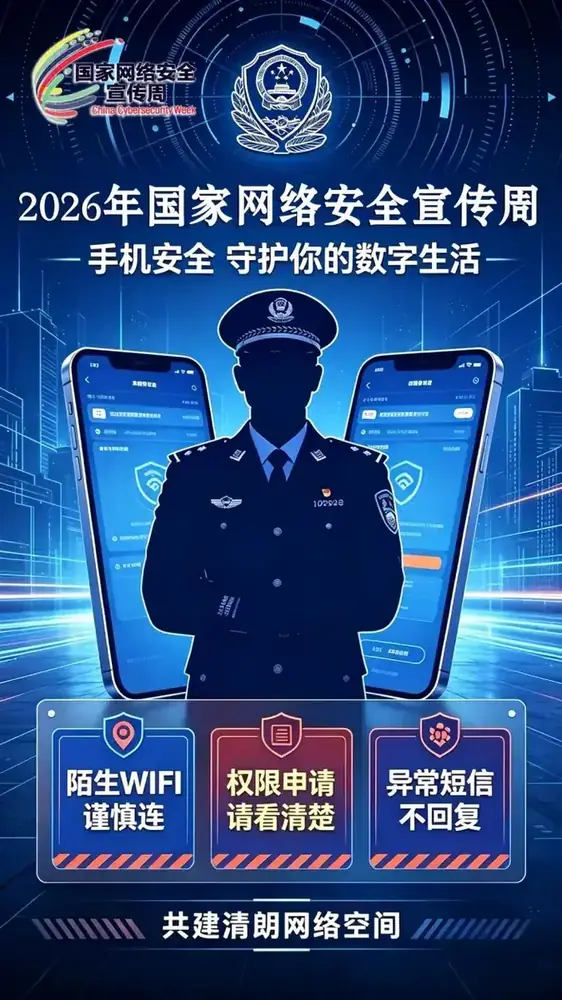 国家网络安全
宣传周
China Cybersecurity Week
2026年国家网络安全宣传周
手机安全 守护你的数字生活
陌生WIFI
谨慎连
权限申请
请看清楚
异常短信
不回复
共建清朗网络空间